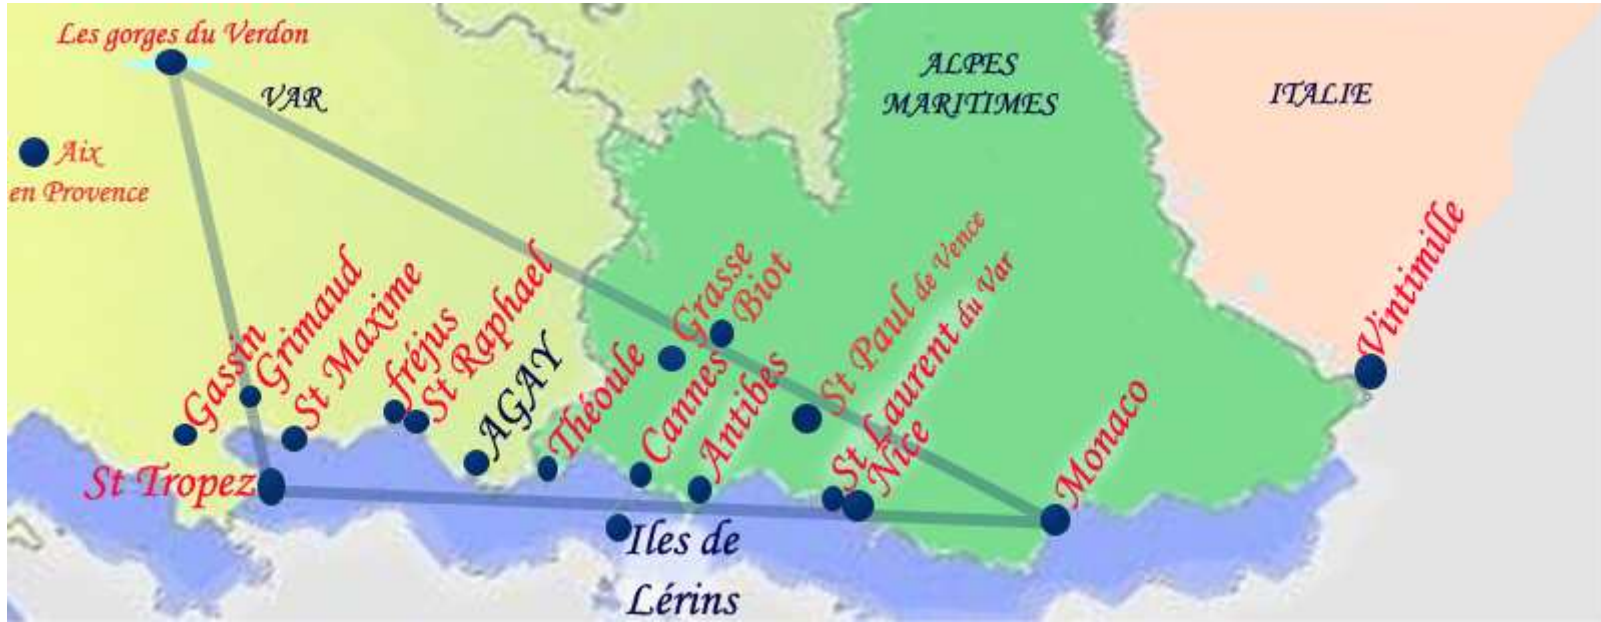 Les gorges du Verdon
VAR
ALPES
MARITIMES
ITALIE
Aix
en Provence
Gassin
Grimaud
St Maxime
fréjus
St Raphael
AGAY
Théoule
Grasse
Biot
Cannes
Antibes
St Paul de Vence
St Laurent du Var
Nice
Monaco
Vintimille
St Tropez
Iles de
Lérins